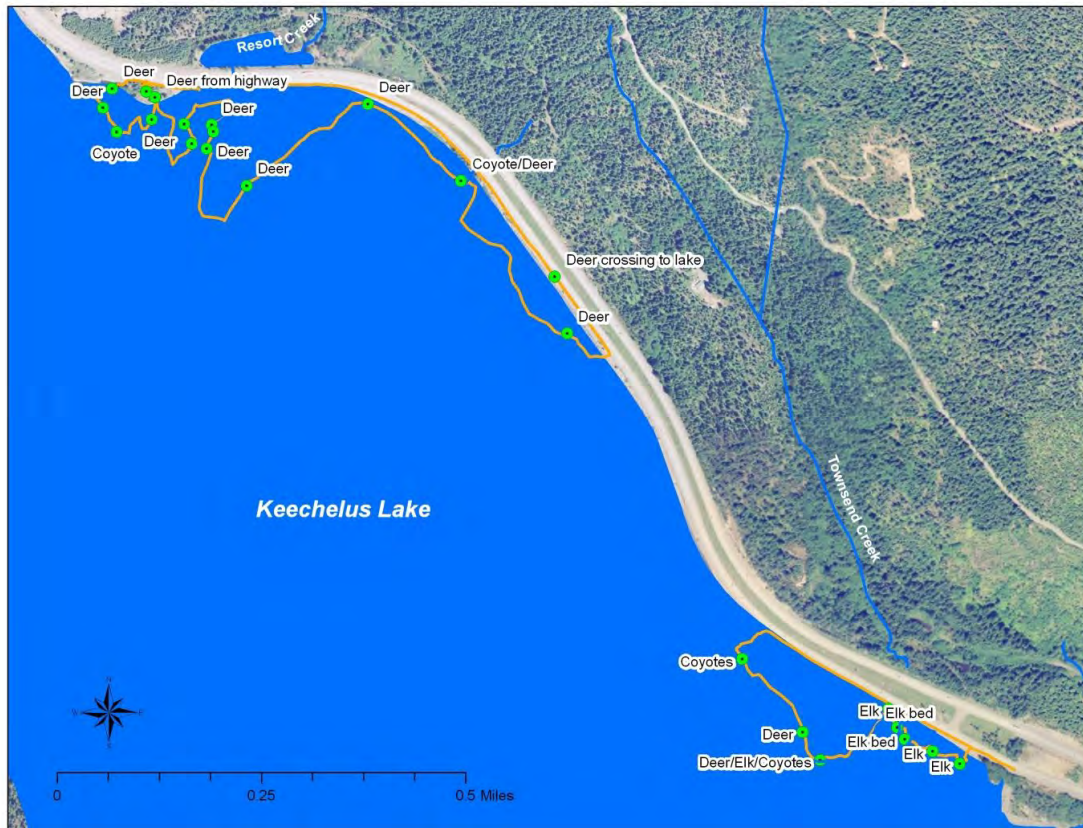 Resort Creek
Deer
Deer from highway
Deer
Deer
Deer
Coyote
Deer
Deer
Deer
Coyote/Deer
Deer crossing to lake
Deer
Keechelus Lake
Townsend Creek
Coyotes
Elk
Elk bed
Deer
Elk bed
Elk
Deer/Elk/Coyotes
Elk
0
0.25
0.5 Miles